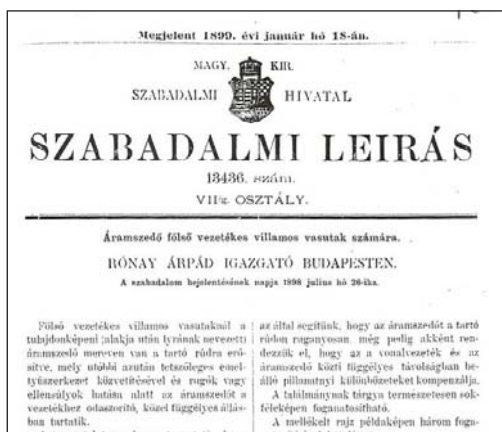 Megjelent 1899. évi január hó 18-án.
MAGY. KIR.
SZABADALMI HIVATAL
SZABADALMI LEIRÁS
13436. szám.
VII/g. OSZTÁLY.
Áramszedő fölső vezetékes villamos vasutak számára.
RÓNAY ÁRPÁD IGAZGATÓ BUDAPESTEN.
A szabadalom bejelentésének napja 1898 julius hó 26-ika.
Fölső vezetékes villamos vasutaknál a
tulajdonképeni (alakja után lyrának nevezett)
áramszedő mereven van a tartó rúdra erő-
sítve, mely utóbbi azután tetszőleges emel-
tyűszerkezet közvetítésével és rugók vagy
ellensúlyok hatása alatt az áramszedőt a
vezetékhez odaszorító, közel függélyes állás-
ban tartatik.
az által segítünk, hogy az áramszedőt a tartó
rúdon ruganyosan, még pedig akként ren-
dezzük el, hogy az a vonalvezeték és az
áramszedő közti függélyes távolságban be-
álló pillanatnyi különbözeteket kompenzálja.
A találmánynak tárgya természetesen sok-
féleképen foganatosítható.
A mellékelt rajz példaképen három foga-